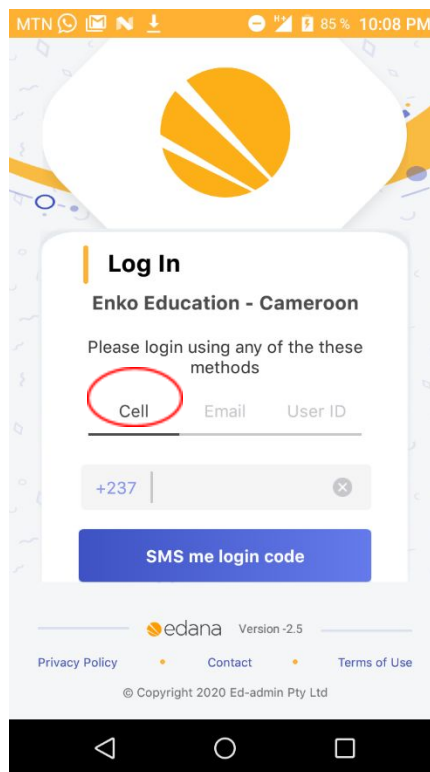 MTN 85% 10:08 PM
Log In
Enko Education - Cameroon
Please login using any of the these
methods
Cell Email User ID
+237
SMS me login code
edana Version -2.5
Privacy Policy • Contact • Terms of Use
© Copyright 2020 Ed-admin Pty Ltd